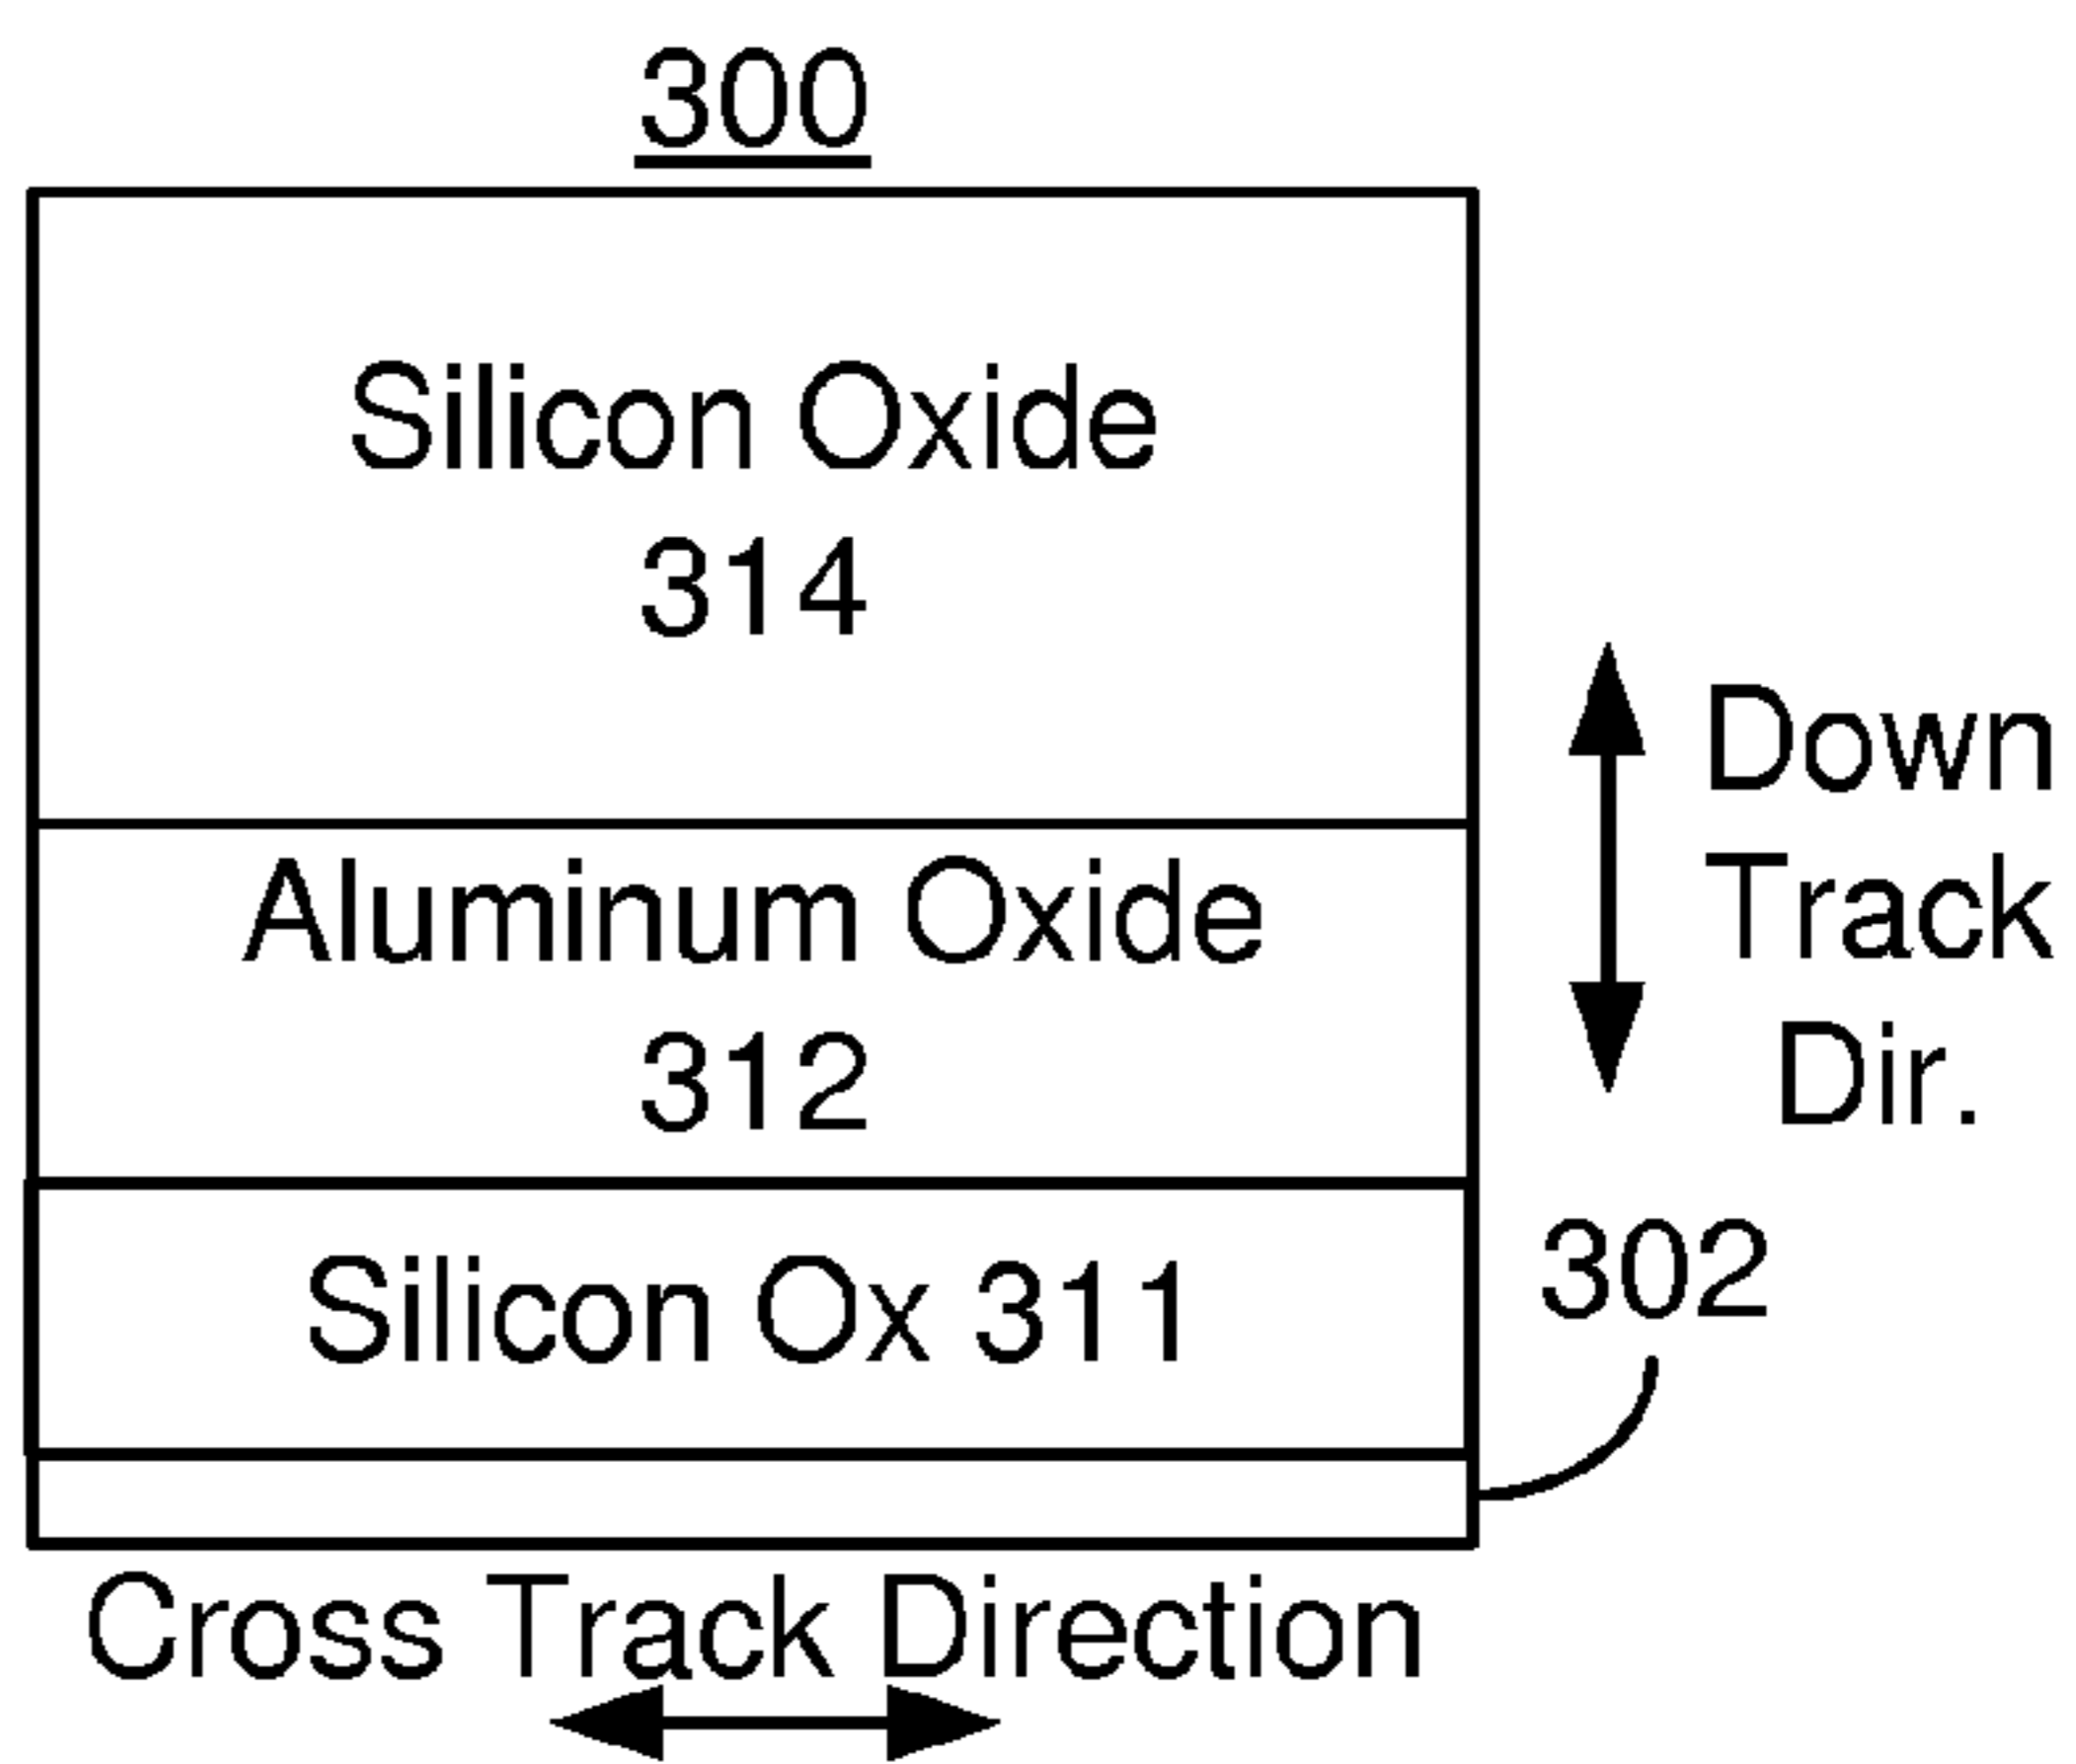 300
Silicon Oxide
314
Down
Track
Dir.
Aluminum Oxide
312
Silicon Ox 311
302
Cross Track Direction